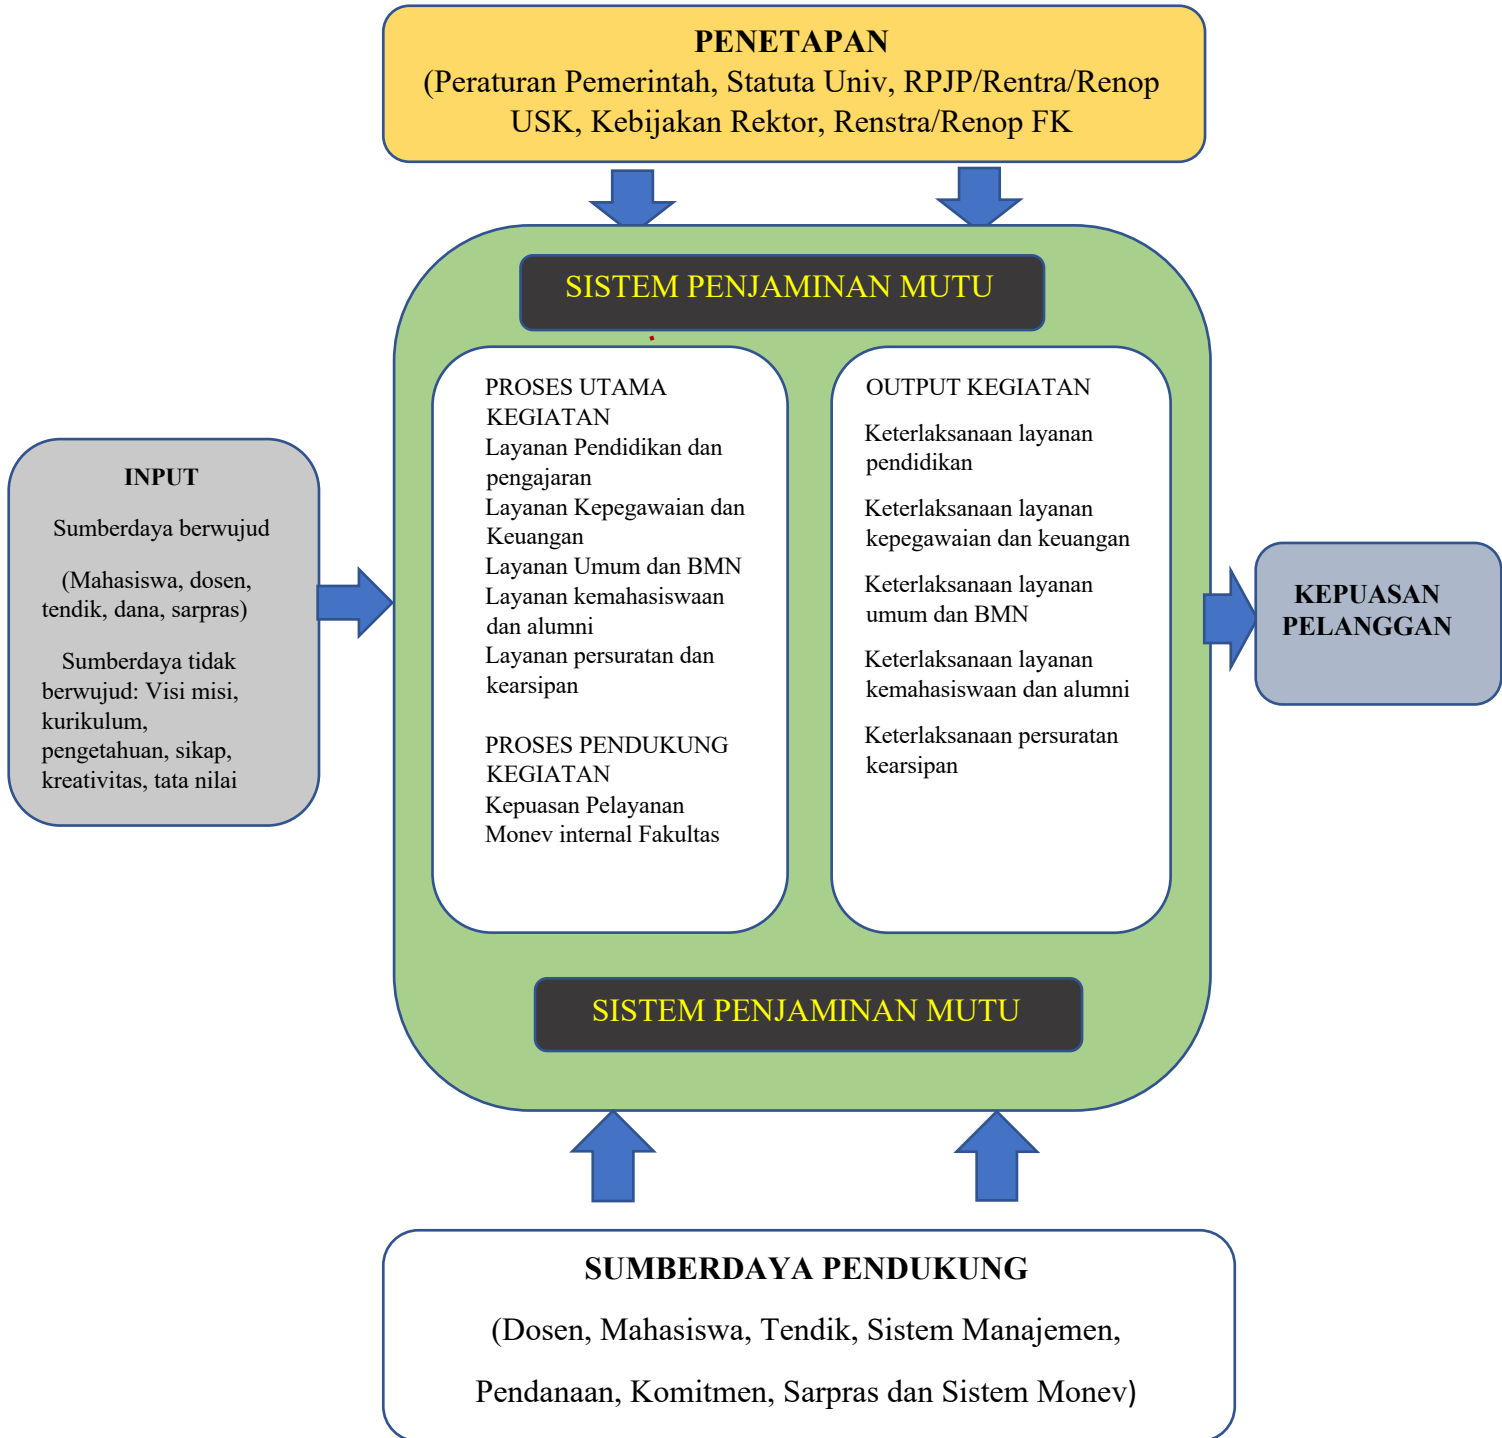 PENETAPAN
(Peraturan Pemerintah, Statuta Univ, RPJP/Rentra/Renop
USK, Kebijakan Rektor, Renstra/Renop FK
SISTEM PENJAMINAN MUTU
INPUT
Sumberdaya berwujud
(Mahasiswa, dosen,
tendik, dana, sarpras)
Sumberdaya tidak
berwujud: Visi misi,
kurikulum,
pengetahuan, sikap,
kreativitas, tata nilai
PROSES UTAMA
KEGIATAN
Layanan Pendidikan dan
pengajaran
Layanan Kepegawaian dan
Keuangan
Layanan Umum dan BMN
Layanan kemahasiswaan
dan alumni
Layanan persuratan dan
kearsipan
PROSES PENDUKUNG
KEGIATAN
Kepuasan Pelayanan
Monev internal Fakultas
OUTPUT KEGIATAN
Keterlaksanaan layanan
pendidikan
Keterlaksanaan layanan
kepegawaian dan keuangan
Keterlaksanaan layanan
umum dan BMN
Keterlaksanaan layanan
kemahasiswaan dan alumni
Keterlaksanaan persuratan
kearsipan
KEPUASAN
PELANGGAN
SISTEM PENJAMINAN MUTU
SUMBERDAYA PENDUKUNG
(Dosen, Mahasiswa, Tendik, Sistem Manajemen,
Pendanaan, Komitmen, Sarpras dan Sistem Monev)